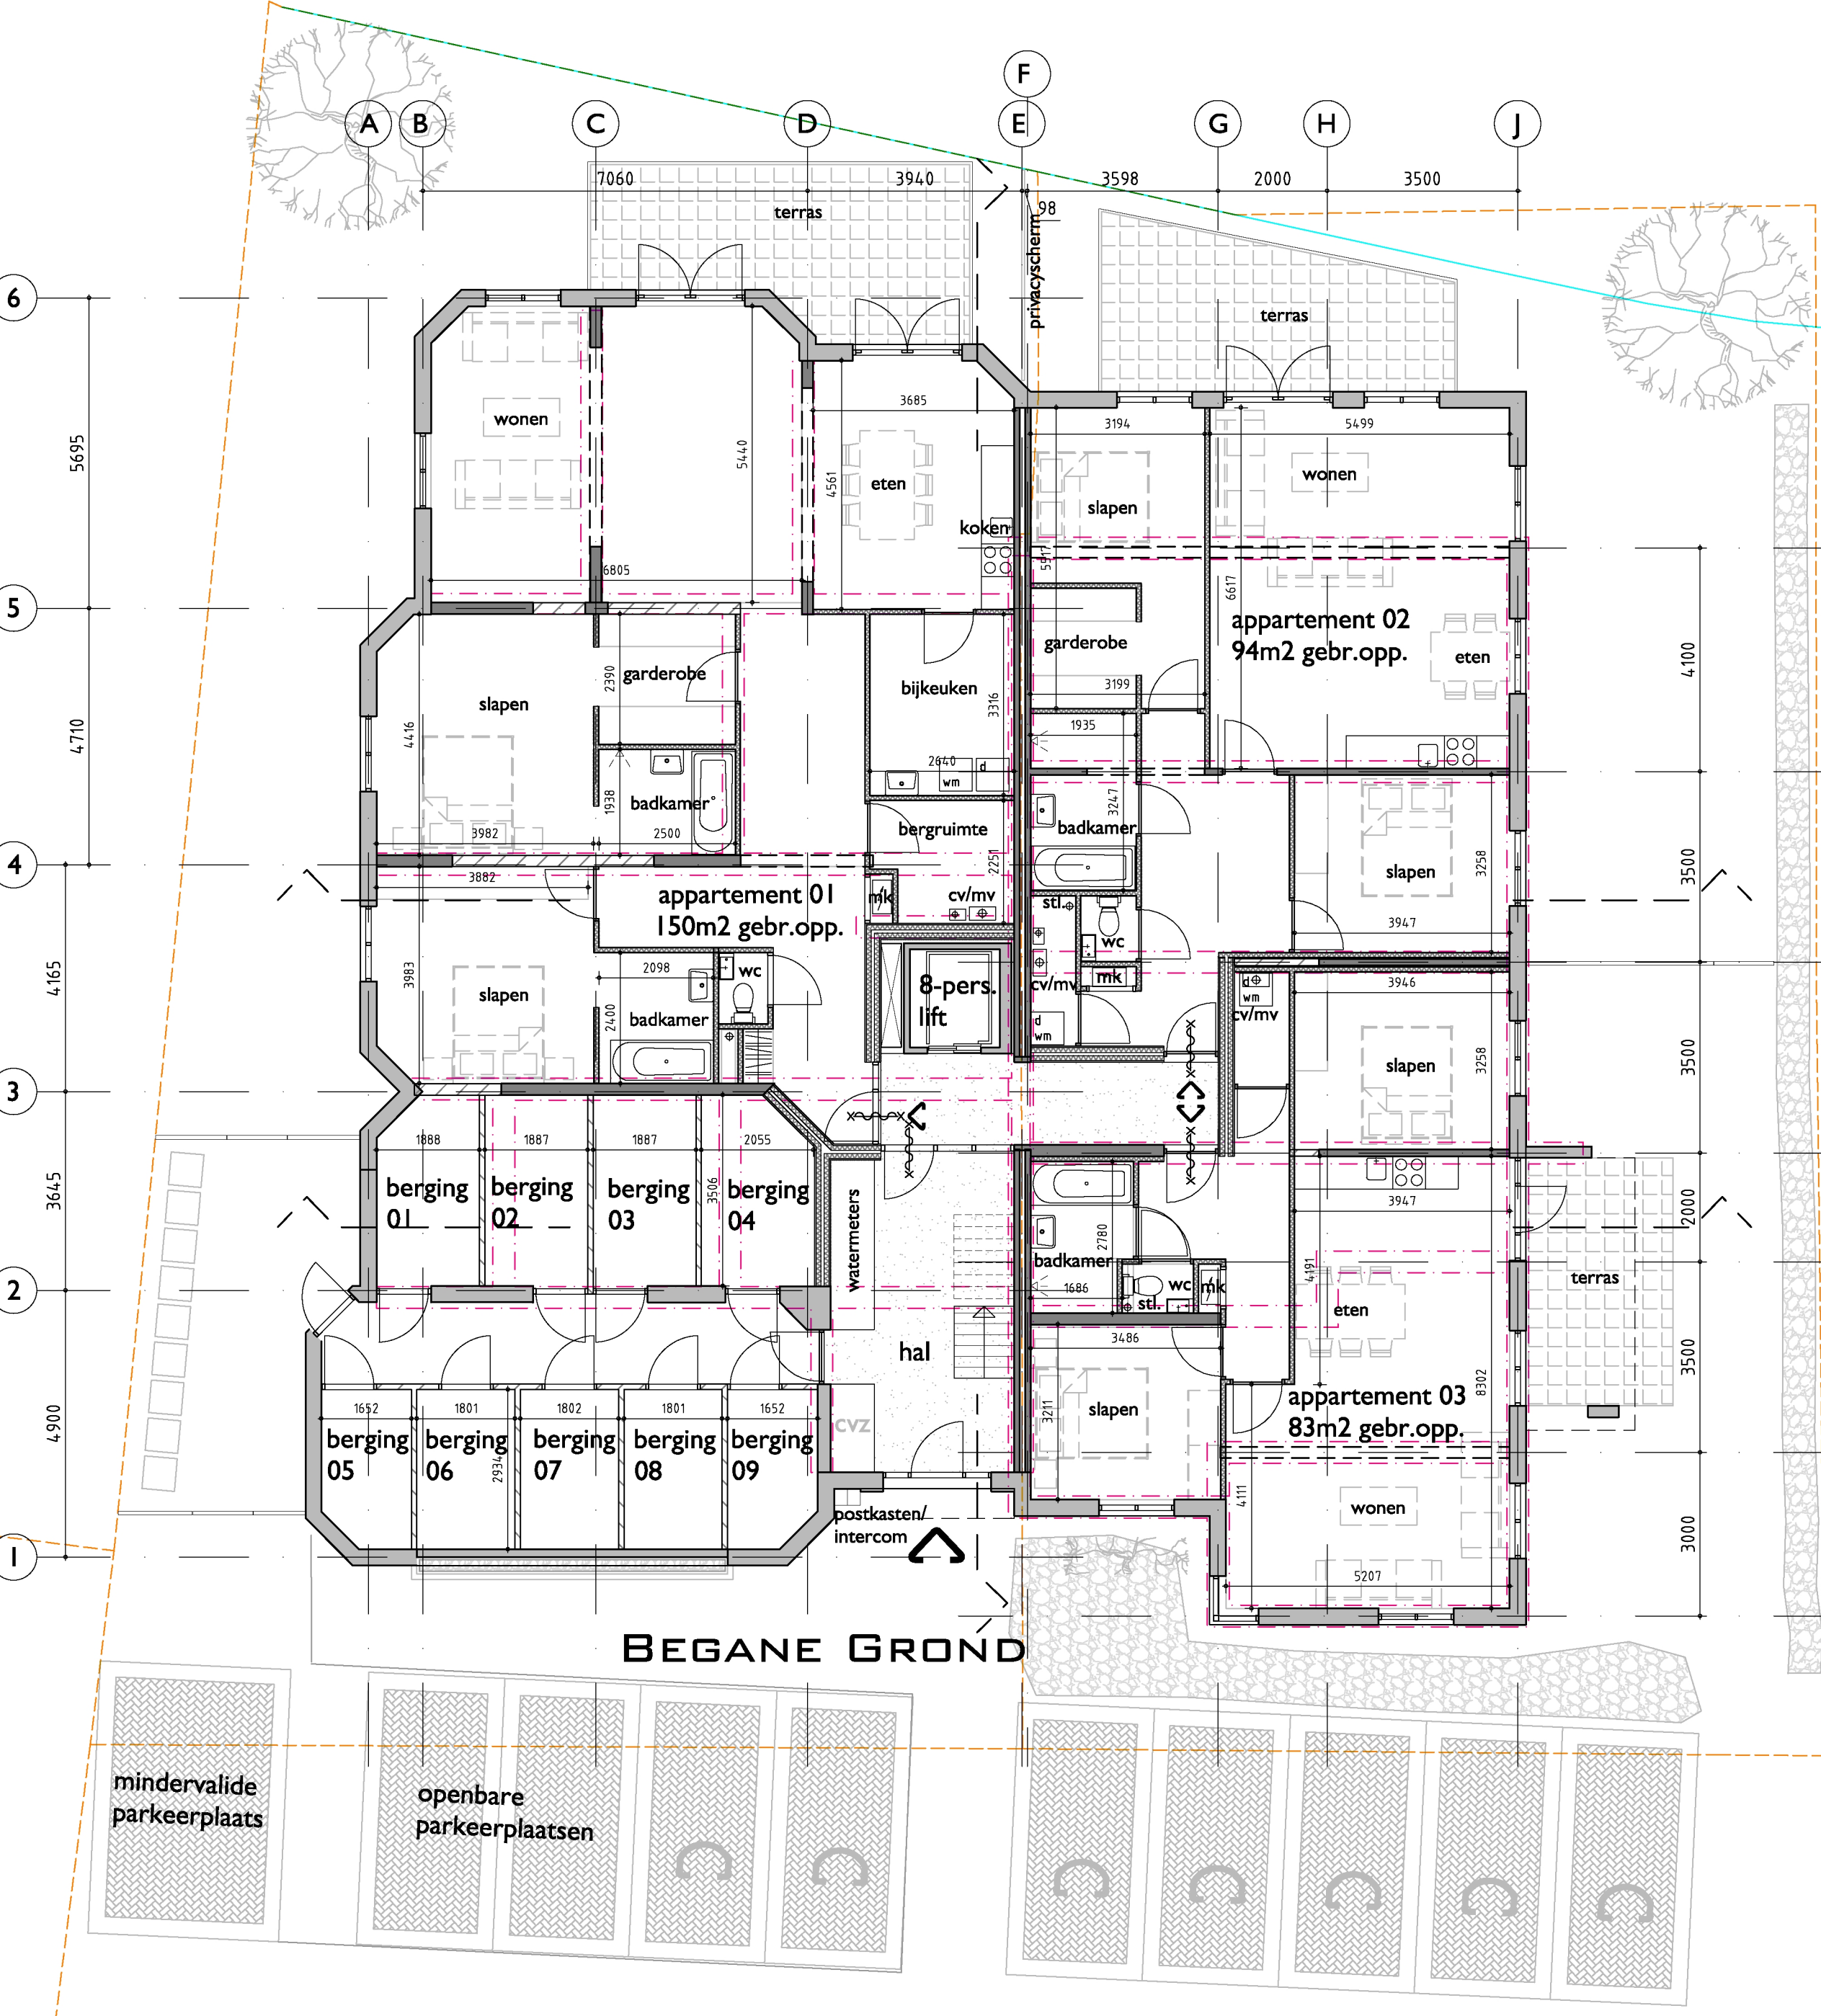 F
A B C D E G H J
7060 3940 3598 2000 3500
98
terras
privacyscherm
terras
6
5695
5
4710
4
4165
3
3645
2
4900
1
4100
3500
3500
2000
3500
3000
wonen
5440
6805
3685
4561
eten
koken
3194
5499
slapen
wonen
5917
6617
appartement 02
94m2 gebr.opp.
eten
garderobe
3199
slapen
4416
2390
garderobe
1938
badkamer
3982
2500
bijkeuken
3316
2640
wm
d
bergruimte
2251
1935
3247
badkamer
slapen
3258
3947
3882
appartement 01
150m2 gebr.opp.
mk
cv/mv
stl.
wc
mk
cv/mv
d
wm
3983
slapen
2098
wc
2400
badkamer
8-pers.
lift
d
wm
cv/mv
3946
slapen
3258
1888
1887
1887
2055
3506
berging
01
berging
02
berging
03
berging
04
watermeters
hal
CVZ
2780
badkamer
1686
wc
stl.
mk
3947
4191
eten
terras
3486
3211
slapen
appartement 03
83m2 gebr.opp.
8302
4111
wonen
5207
1652
1801
1802
1801
1652
2934
berging
05
berging
06
berging
07
berging
08
berging
09
postkasten/
intercom
BEGANE GROND
mindervalide
parkeerplaats
openbare
parkeerplaatsen